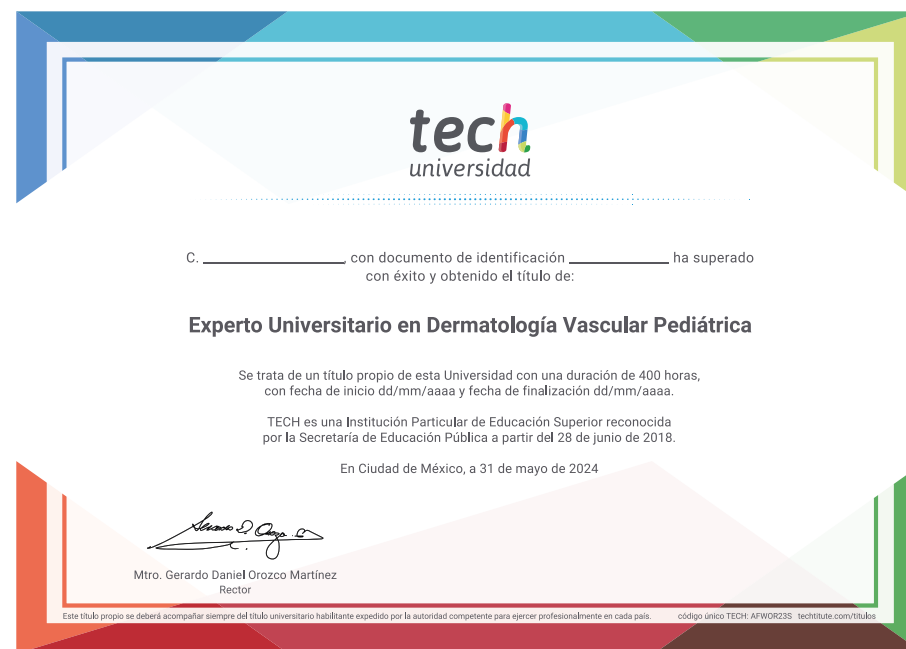 tech
universidad
C. ____________________, con documento de identificación ______________ ha superado
con éxito y obtenido el título de:
Experto Universitario en Dermatología Vascular Pediátrica
Se trata de un título propio de esta Universidad con una duración de 400 horas,
con fecha de inicio dd/mm/aaaa y fecha de finalización dd/mm/aaaa.
TECH es una Institución Particular de Educación Superior reconocida
por la Secretaría de Educación Pública a partir del 28 de junio de 2018.
En Ciudad de México, a 31 de mayo de 2024
Mtro. Gerardo Daniel Orozco Martínez
Rector
Este título propio se deberá acompañar siempre del título universitario habilitante expedido por la autoridad competente para ejercer profesionalmente en cada país. código único TECH: AFWOR23S techtitute.com/titulos